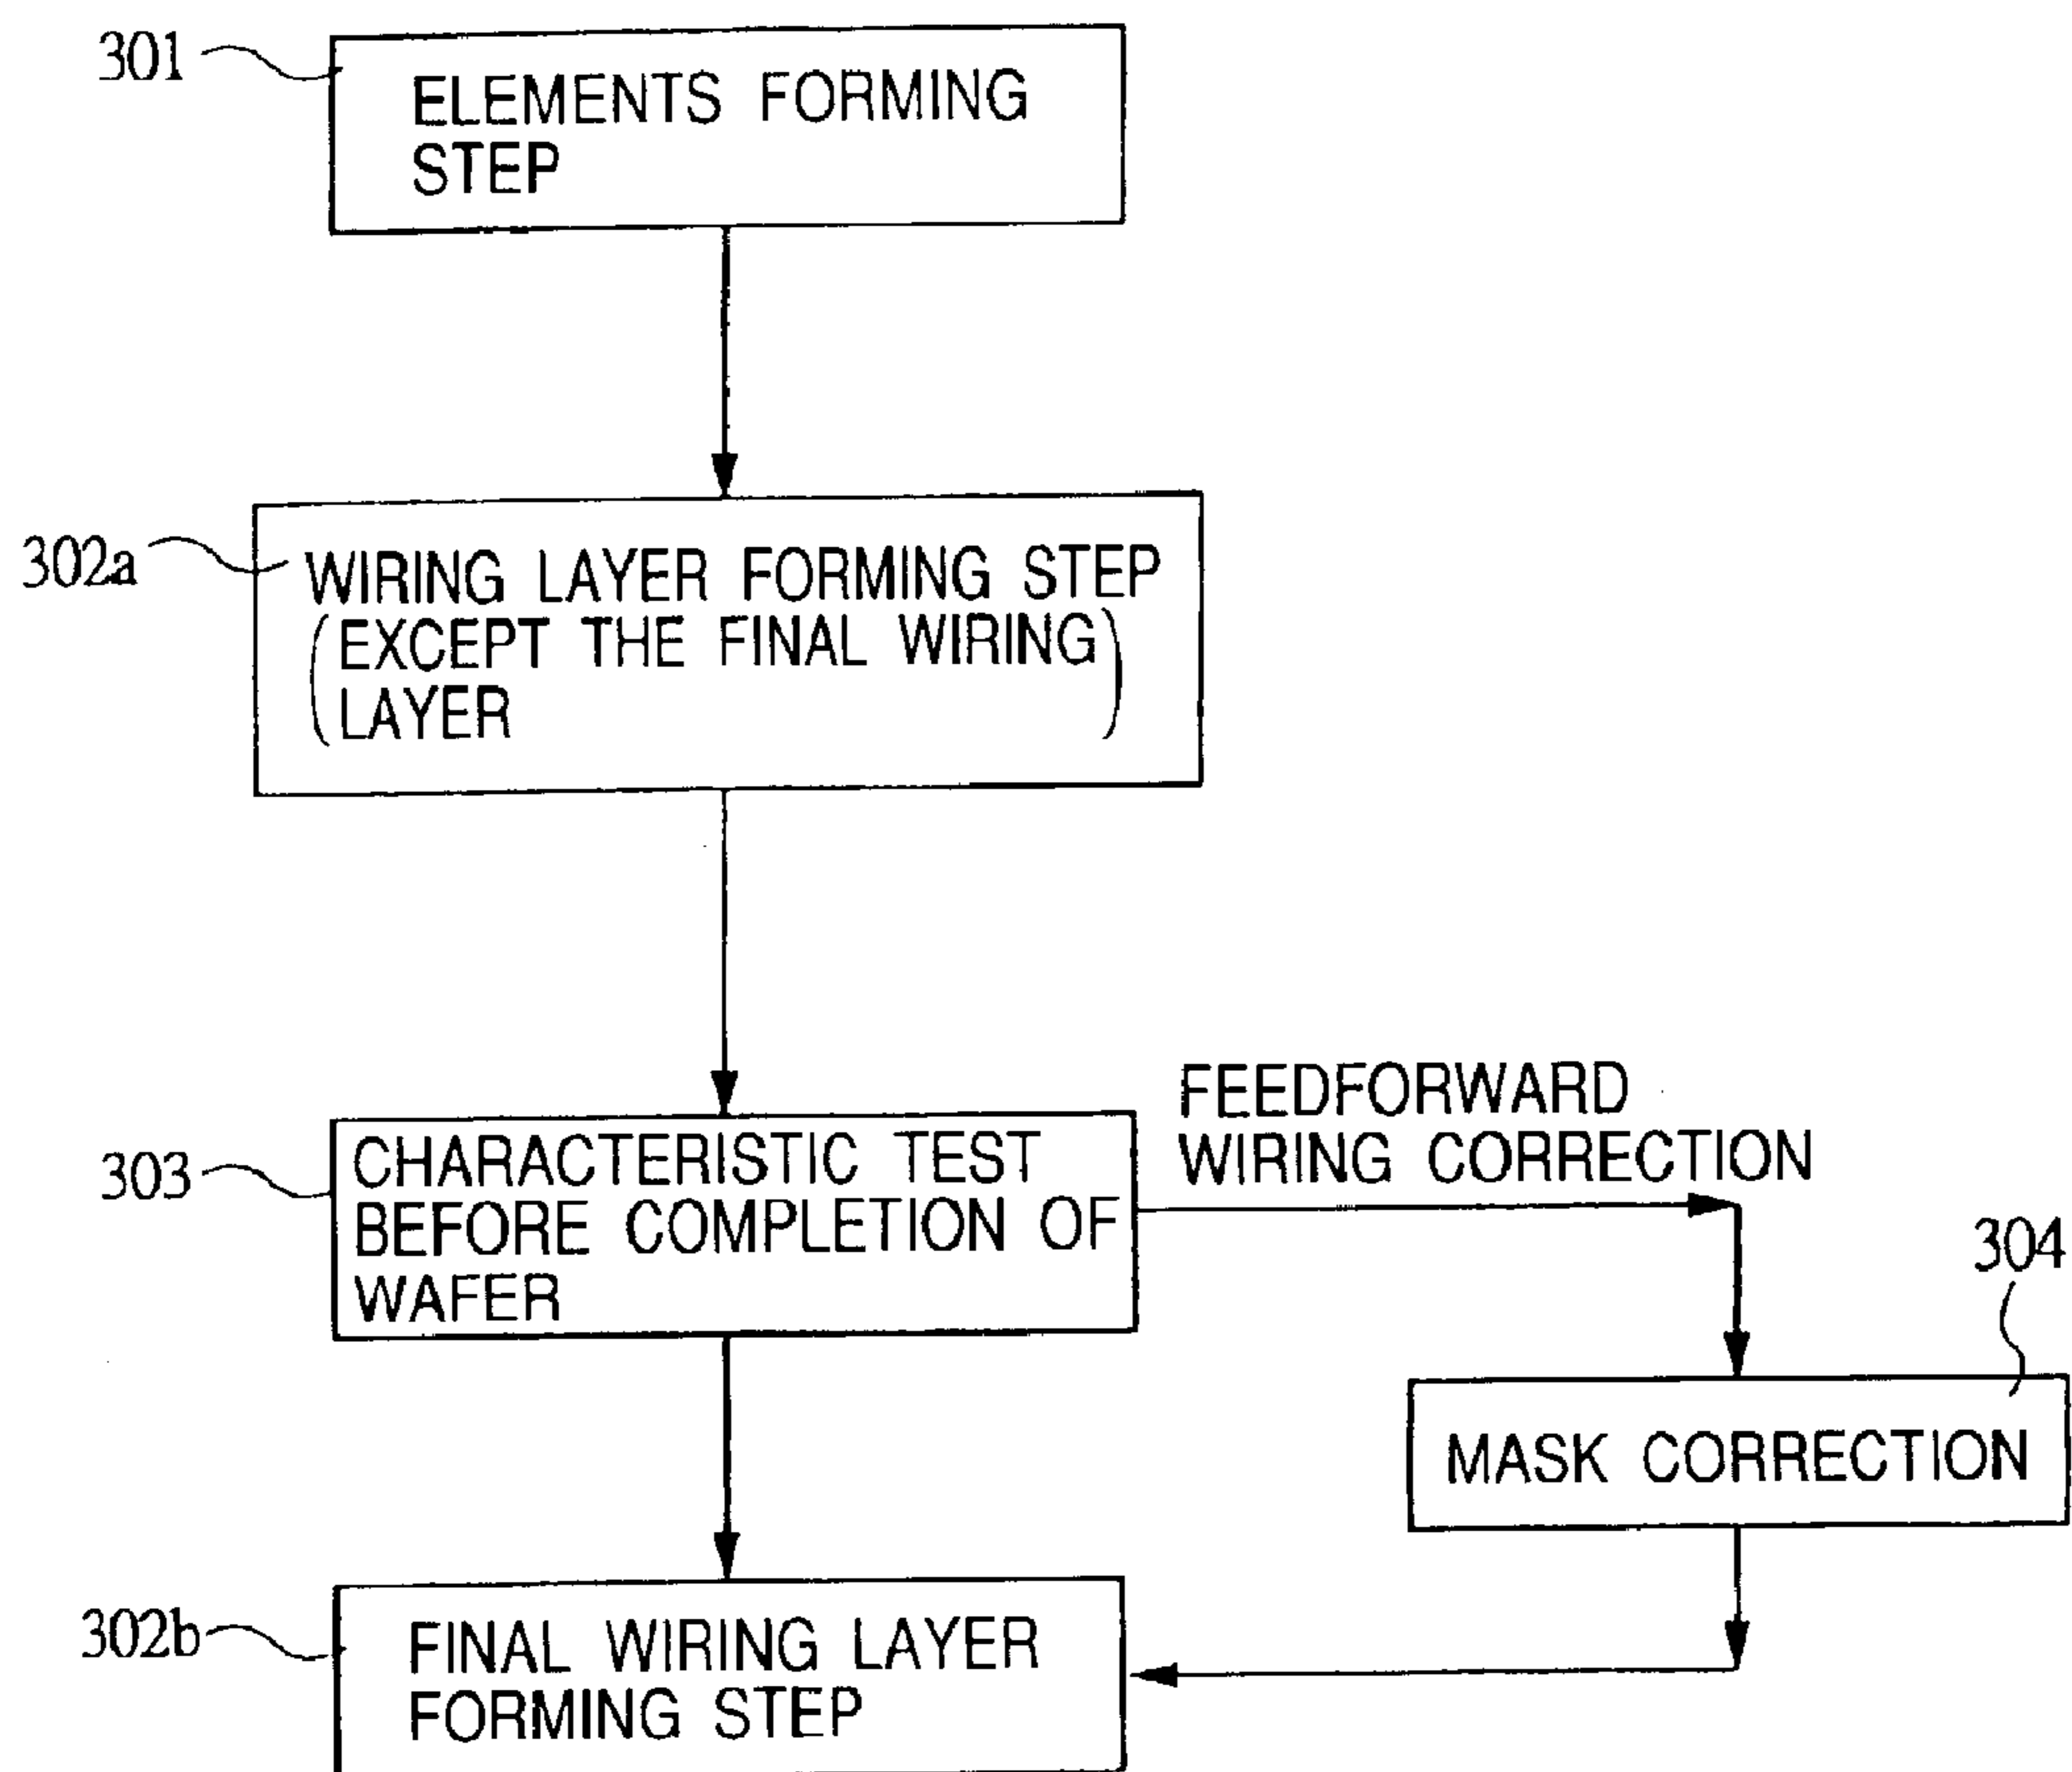 301
ELEMENTS FORMING
STEP
302a
WIRING LAYER FORMING STEP
(EXCEPT THE FINAL WIRING
LAYER)
303
CHARACTERISTIC TEST
BEFORE COMPLETION OF
WAFER
FEEDFORWARD
WIRING CORRECTION
304
MASK CORRECTION
302b
FINAL WIRING LAYER
FORMING STEP